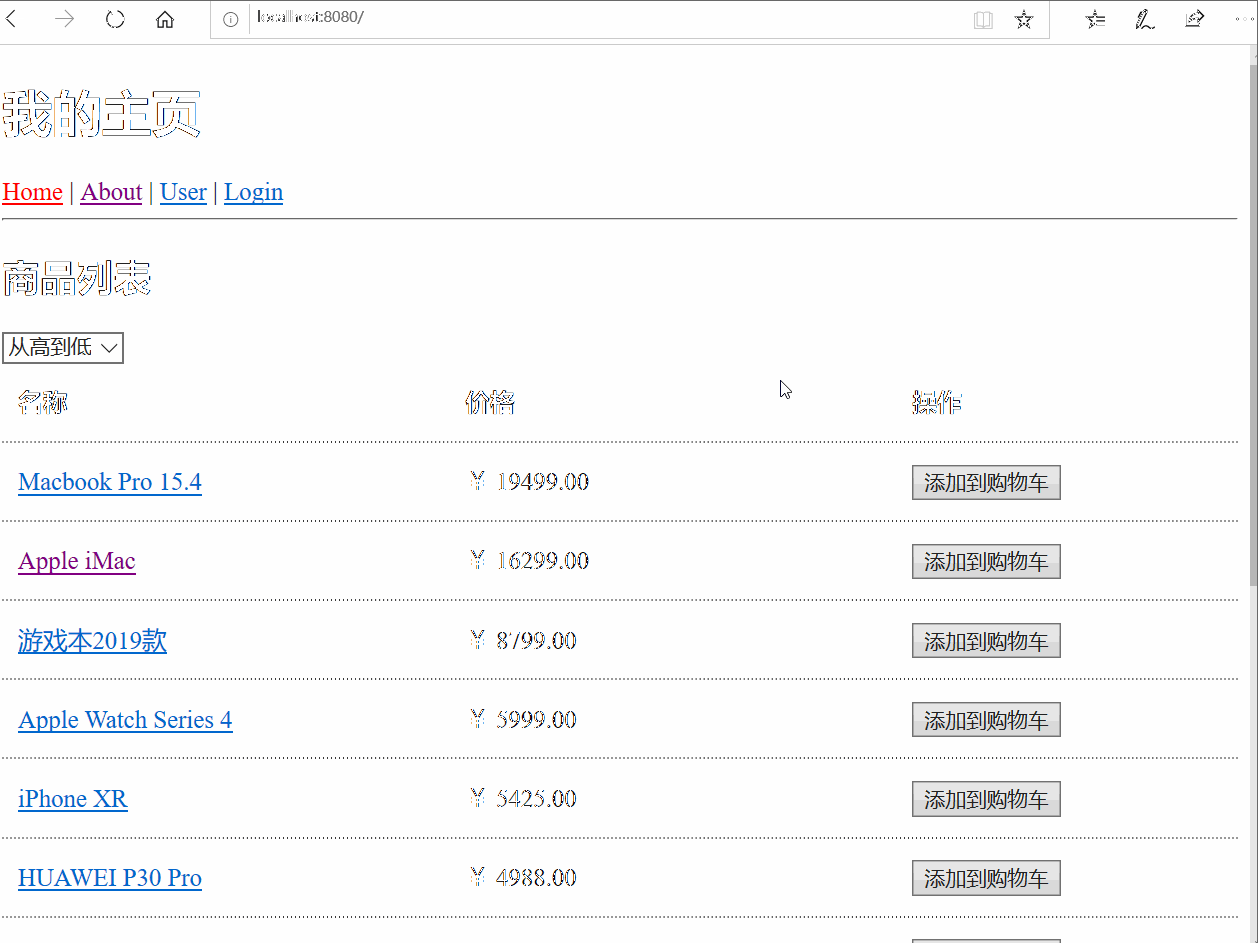 localhost:8080/
我的主页
Home | About | User | Login
商品列表
从高到低
名称 价格 操作
Macbook Pro 15.4 ￥ 19499.00 添加到购物车
Apple iMac ￥ 16299.00 添加到购物车
游戏本2019款 ￥ 8799.00 添加到购物车
Apple Watch Series 4 ￥ 5999.00 添加到购物车
iPhone XR ￥ 5425.00 添加到购物车
HUAWEI P30 Pro ￥ 4988.00 添加到购物车